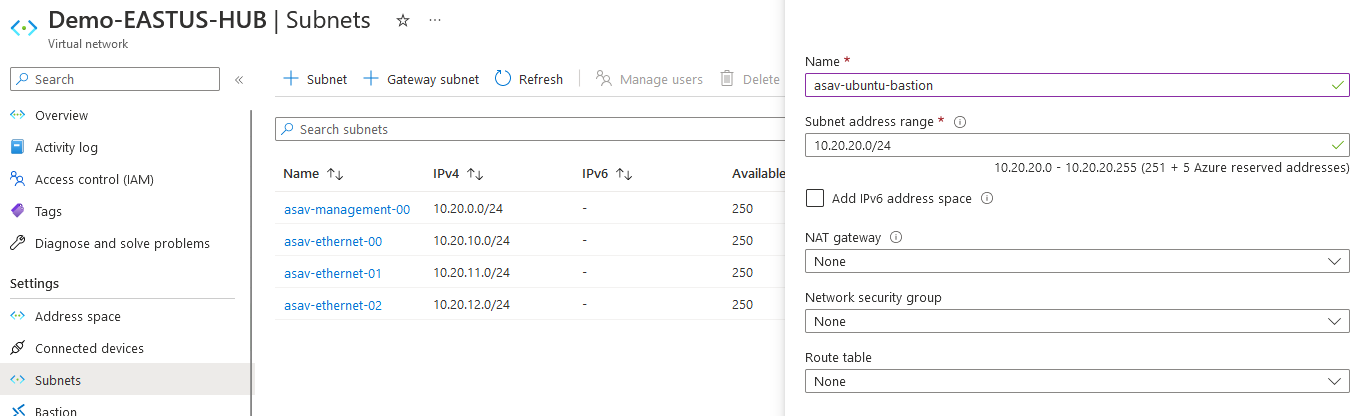 Demo-EASTUS-HUB | Subnets ☆ ···
Virtual network
Search «
Overview
Activity log
Access control (IAM)
Tags
Diagnose and solve problems
Settings
Address space
Connected devices
Subnets
Bastion
+ Subnet + Gateway subnet Refresh Manage users Delete
Search subnets
Name ↑↓ IPv4 ↑↓ IPv6 ↑↓ Available
asav-management-00 10.20.0.0/24 - 250
asav-ethernet-00 10.20.10.0/24 - 250
asav-ethernet-01 10.20.11.0/24 - 250
asav-ethernet-02 10.20.12.0/24 - 250
Name *
asav-ubuntu-bastion
Subnet address range *
10.20.20.0/24
10.20.20.0 - 10.20.20.255 (251 + 5 Azure reserved addresses)
Add IPv6 address space
NAT gateway
None
Network security group
None
Route table
None